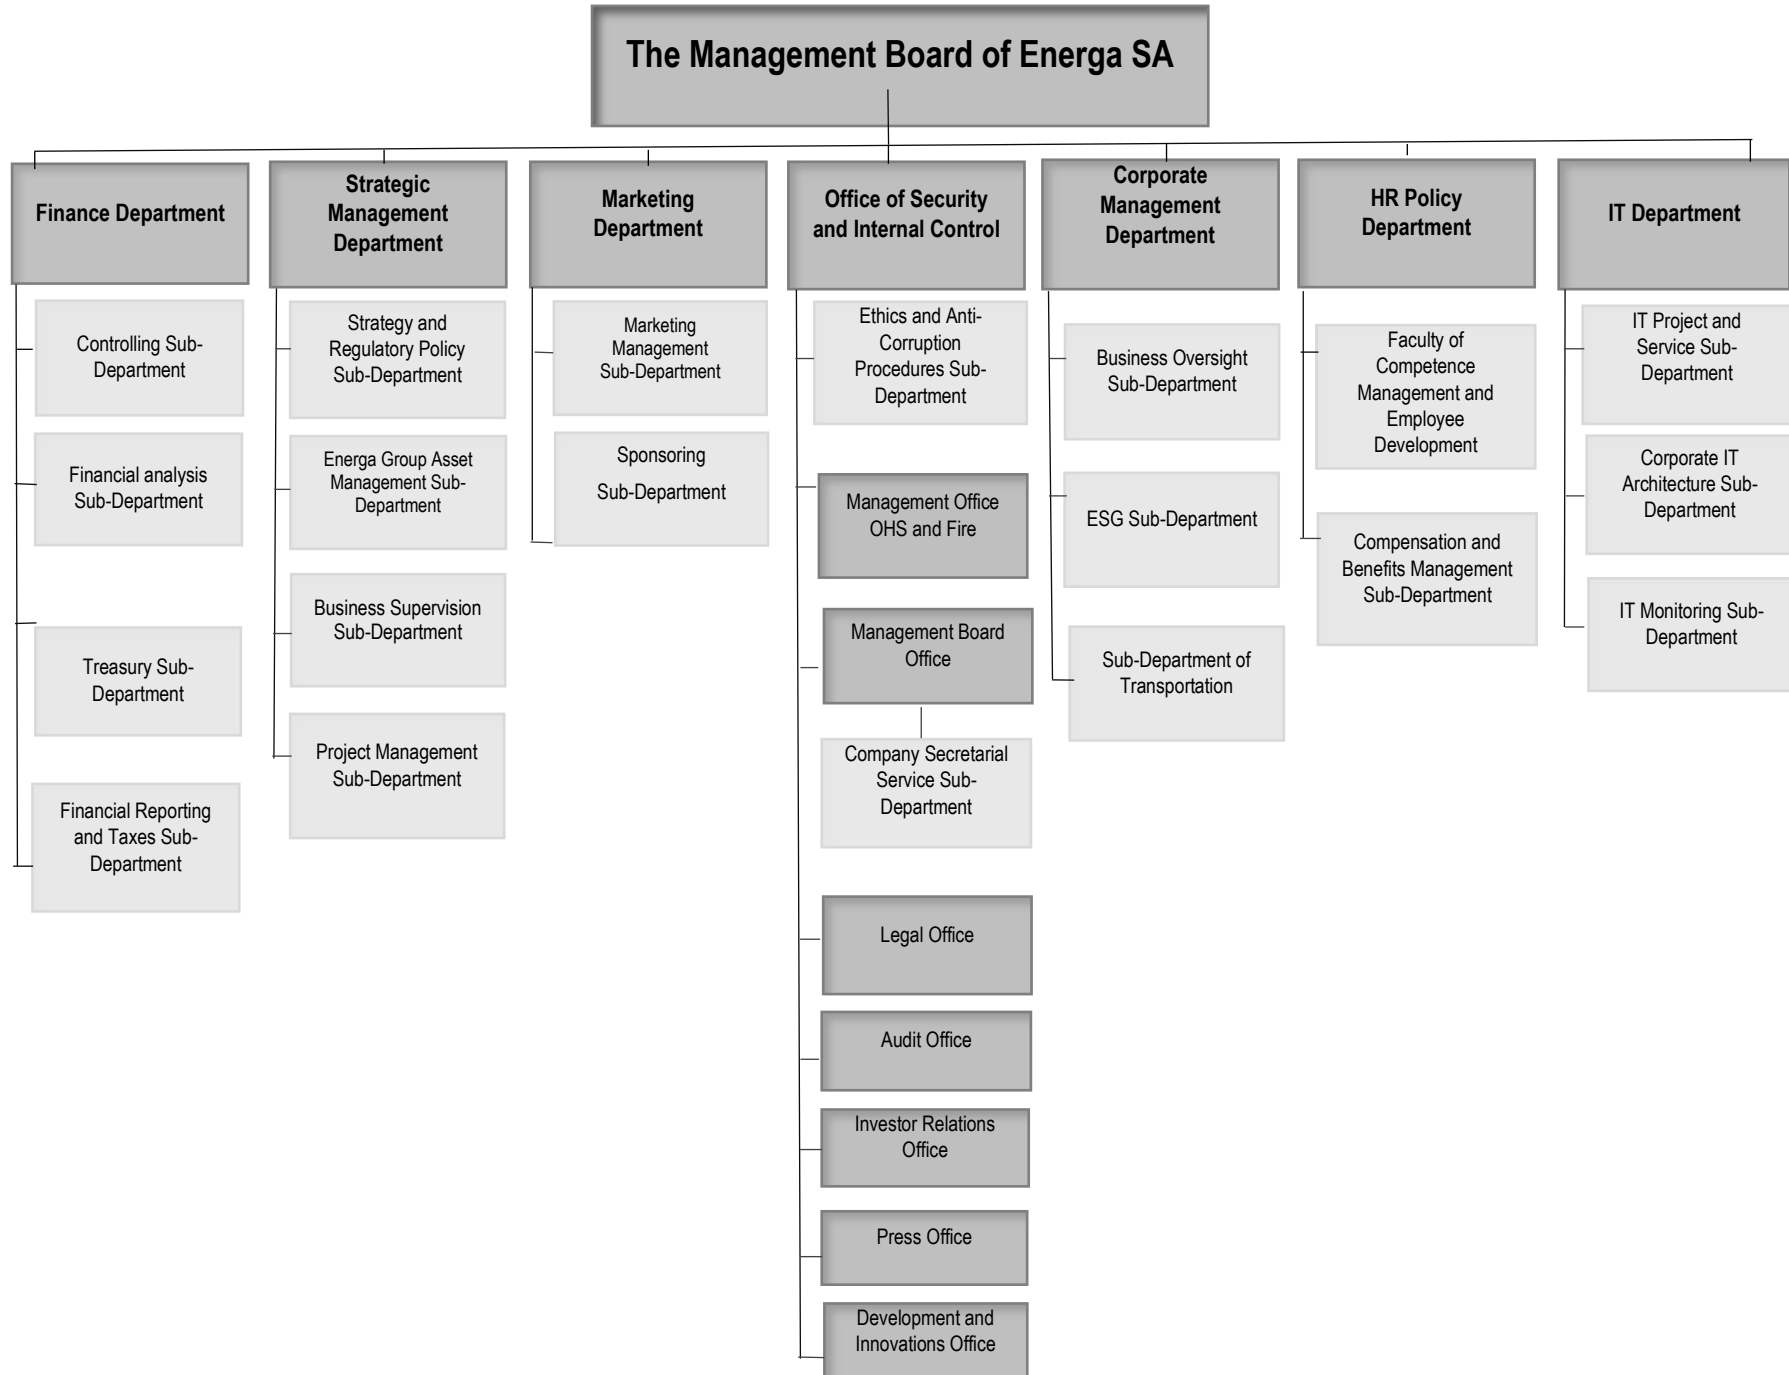 The Management Board of Energa SA
Finance Department
Strategic
Management
Department
Marketing
Department
Office of Security
and Internal Control
Corporate
Management
Department
HR Policy
Department
IT Department
Controlling Sub-
Department
Financial analysis
Sub-Department
Treasury Sub-
Department
Financial Reporting
and Taxes Sub-
Department
Strategy and
Regulatory Policy
Sub-Department
Energa Group Asset
Management Sub-
Department
Business Supervision
Sub-Department
Project Management
Sub-Department
Marketing
Management
Sub-Department
Sponsoring
Sub-Department
Ethics and Anti-
Corruption
Procedures Sub-
Department
Management Office
OHS and Fire
Management Board
Office
Company Secretarial
Service Sub-
Department
Legal Office
Audit Office
Investor Relations
Office
Press Office
Development and
Innovations Office
Business Oversight
Sub-Department
ESG Sub-Department
Sub-Department of
Transportation
Faculty of
Competence
Management and
Employee
Development
Compensation and
Benefits Management
Sub-Department
IT Project and
Service Sub-
Department
Corporate IT
Architecture Sub-
Department
IT Monitoring Sub-
Department